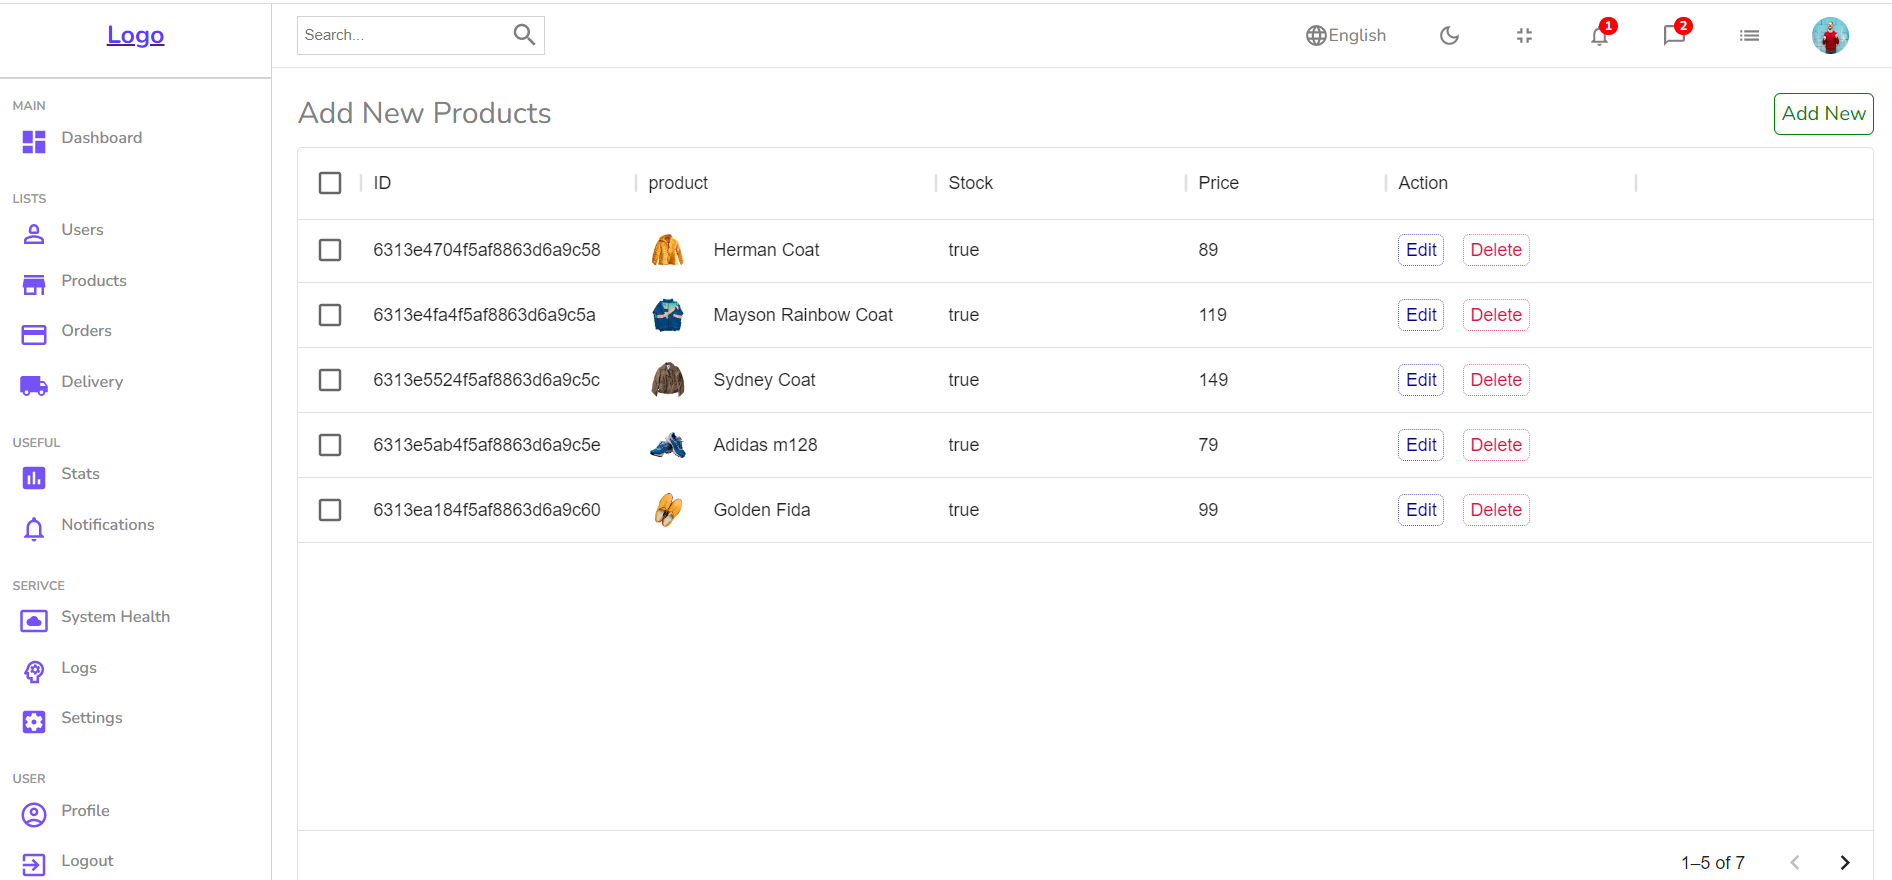 Logo
Search...
English
1
2
MAIN
Dashboard
LISTS
Users
Products
Orders
Delivery
USEFUL
Stats
Notifications
SERIVCE
System Health
Logs
Settings
USER
Profile
Logout
Add New Products
Add New
ID product Stock Price Action
6313e4704f5af8863d6a9c58 Herman Coat true 89 Edit Delete
6313e4fa4f5af8863d6a9c5a Mayson Rainbow Coat true 119 Edit Delete
6313e5524f5af8863d6a9c5c Sydney Coat true 149 Edit Delete
6313e5ab4f5af8863d6a9c5e Adidas m128 true 79 Edit Delete
6313ea184f5af8863d6a9c60 Golden Fida true 99 Edit Delete
1–5 of 7